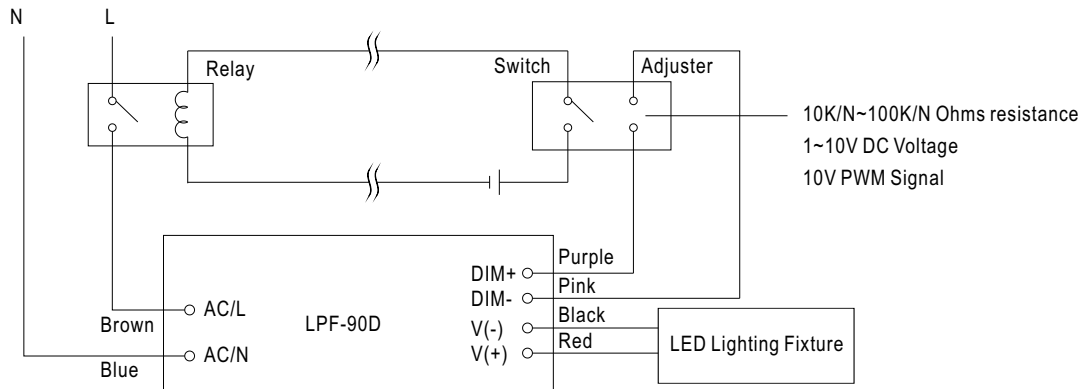 N
L
Relay
Switch
Adjuster
10K/N~100K/N Ohms resistance
1~10V DC Voltage
10V PWM Signal
Purple
DIM+
Pink
DIM-
Black
V(-)
Red
V(+)
Brown
AC/L
LPF-90D
LED Lighting Fixture
Blue
AC/N